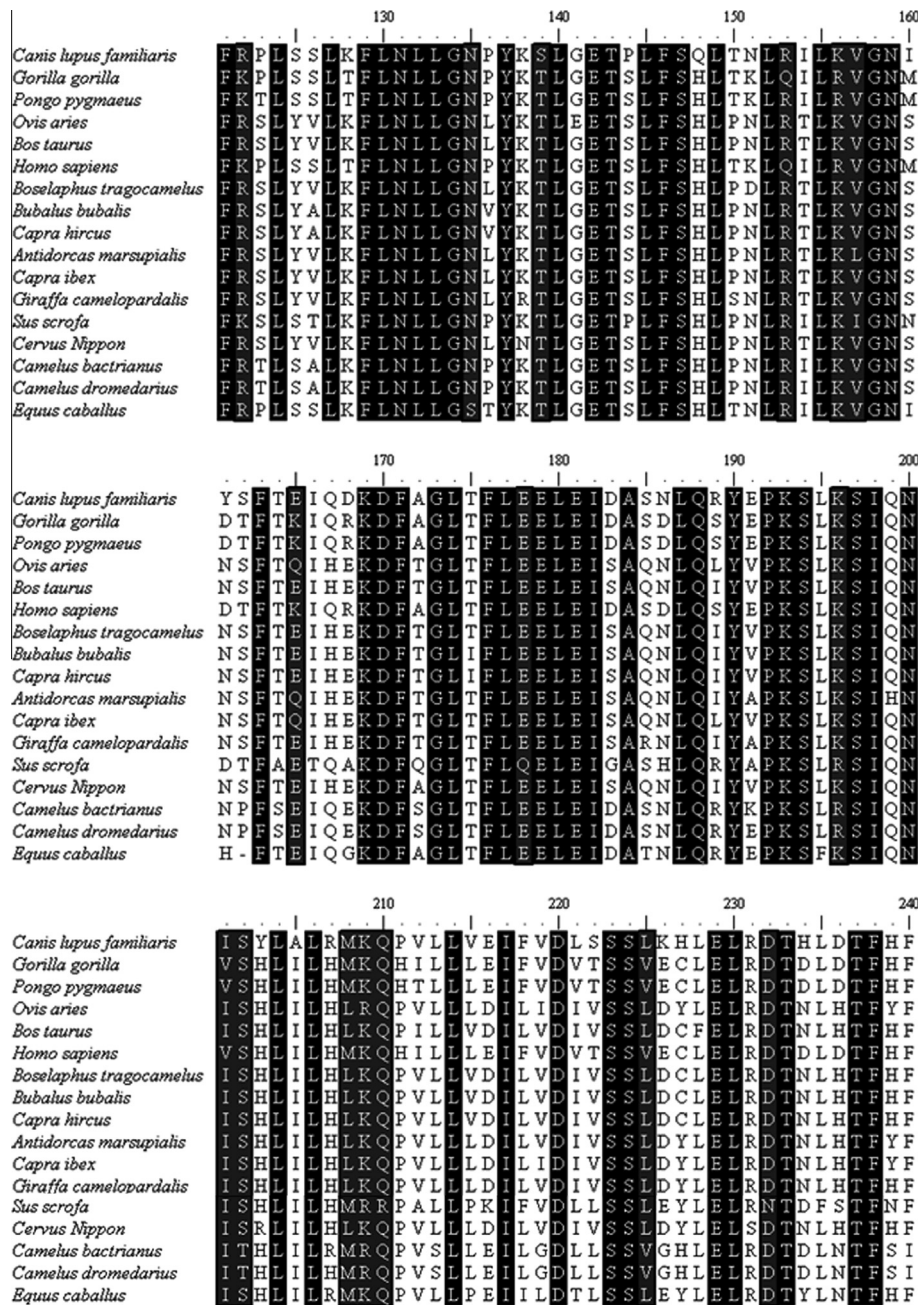 130 140 150 160
Canis lupus familiaris F R P L S S L K F L N L L G N P Y K S L G E T P L F S Q L T N L R I L K V G N I
Gorilla gorilla F K P L S S L T F L N L L G N P Y K T L G E T S L F S H L T K L Q I L R V G N M
Pongo pygmaeus F K T L S S L T F L N L L G N P Y K T L G E T S L F S H L T K L R I L R V G N M
Ovis aries F R S L Y V L K F L N L L G N L Y K T L E E T S L F S H L P N L R T L K V G N S
Bos taurus F R S L Y V L K F L N L L G N L Y K T L G E T S L F S H L P N L R T L K V G N S
Homo sapiens F K P L S S L T F L N L L G N P Y K T L G E T S L F S H L T K L Q I L R V G N M
Boselaphus tragocamelus F R S L Y V L K F L N L L G N L Y K T L G E T S L F S H L P D L R T L K V G N S
Bubalus bubalis F R S L Y A L K F L N L L G N V Y K T L G E T S L F S H L P N L R T L K V G N S
Capra hircus F R S L Y A L K F L N L L G N V Y K T L G E T S L F S H L P N L R T L K V G N S
Antidorcas marsupialis F R S L Y V L K F L N L L G N L Y K T L G E T S L F S H L P N L R T L K L G N S
Capra ibex F R S L Y V L K F L N L L G N L Y K T L G E T S L F S H L P N L R T L K V G N S
Giraffa camelopardalis F R S L Y V L K F L N L L G N L Y R T L G E T S L F S H L S N L R T L K V G N S
Sus scrofa F K S L S T L K F L N L L G N P Y K T L G E T P L F S H L P N L R I L K I G N N
Cervus Nippon F R S L Y V L K F L N L L G N L Y N T L G E T S L F S H L P N L R T L K V G N S
Camelus bactrianus F R T L S A L K F L N L L G N P Y K T L G E T S L F S H L P N L R I L K V G N S
Camelus dromedarius F R T L S A L K F L N L L G N P Y K T L G E T S L F S H L P N L R I L K V G N S
Equus caballus F R P L S S L K F L N L L G S T Y K T L G E T S L F S H L T N L R I L K V G N I
170 180 190 200
Canis lupus familiaris Y S F T E I Q D K D F A G L T F L E E L E I D A S N L Q R Y E P K S L K S I Q N
Gorilla gorilla D T F T K I Q R K D F A G L T F L E E L E I D A S D L Q S Y E P K S L K S I Q N
Pongo pygmaeus D T F T K I Q R K D F A G L T F L E E L E I D A S D L Q S Y E P K S L K S I Q N
Ovis aries N S F T Q I H E K D F T G L T F L E E L E I S A Q N L Q L Y V P K S L K S I Q N
Bos taurus N S F T E I H E K D F T G L T F L E E L E I S A Q N L Q I Y V P K S L K S I Q N
Homo sapiens D T F T K I Q R K D F A G L T F L E E L E I D A S D L Q S Y E P K S L K S I Q N
Boselaphus tragocamelus N S F T E I H E K D F T G L T F L E E L E I S A Q N L Q I Y V P K S L K S I Q N
Bubalus bubalis N S F T E I H E K D F T G L I F L E E L E I S A Q N L Q I Y V P K S L K S I Q N
Capra hircus N S F T E I H E K D F T G L I F L E E L E I S A Q N L Q I Y V P K S L K S I Q N
Antidorcas marsupialis N S F T Q I H E K D F T G L T F L E E L E I S A Q N L Q I Y A P K S L K S I H N
Capra ibex N S F T Q I H E K D F T G L T F L E E L E I S A Q N L Q L Y V P K S L K S I Q N
Giraffa camelopardalis N S F T E I H E K D F T G L T F L E E L E I S A R N L Q I Y A P K S L K S I Q N
Sus scrofa D T F A E T Q A K D F Q G L T F L Q E L E I G A S H L Q R Y A P K S L R S I Q N
Cervus Nippon N S F T E I H E K D F T G L T F L E E L E I S A Q N L Q I Y V P K S L K S I Q N
Camelus bactrianus N P F S E I Q E K D F S G L T F L E E L E I D A S N L Q R Y K P K S L R S I Q N
Camelus dromedarius N P F S E I Q E K D F S G L T F L E E L E I D A S N L Q R Y E P K S L R S I Q N
Equus caballus H - F T E I Q G K D F A G L T F L E E L E I D A T N L Q R Y E P K S F K S I Q N
210 220 230 240
Canis lupus familiaris I S Y L A L R M K Q P V L L V E I F V D L S S S L K H L E L R D T H L D T F H F
Gorilla gorilla V S H L I L H M K Q H I L L L E I F V D V T S S V E C L E L R D T D L D T F H F
Pongo pygmaeus V S H L I L H M K Q H T L L L E I F V D V T S S V E C L E L R D T D L D T F H F
Ovis aries I S H L I L H L R Q P V L L L D I L I D I V S S L D Y L E L R D T N L H T F Y F
Bos taurus I S H L I L H L K Q P I L L V D I L V D I V S S L D C F E L R D T N L H T F H F
Homo sapiens V S H L I L H M K Q H I L L L E I F V D V T S S V E C L E L R D T D L D T F H F
Boselaphus tragocamelus I S H L I L H L K Q P V L L V D I L V D I V S S L D C L E L R D T N L H T F H F
Bubalus bubalis I S H L I L H L K Q P V L L V D I L V D I V S S L D C L E L R D T N L H T F H F
Capra hircus I S H L I L H L K Q P V L L V D I L V D I V S S L D C L E L R D T N L H T F H F
Antidorcas marsupialis I S H L I L H L K Q P V L L L D I L V D I V S S L D Y L E L R D T N L H T F Y F
Capra ibex I S H L I L H L K Q P V L L L D I L I D I V S S L D Y L E L R D T N L H T F Y F
Giraffa camelopardalis I S H L I L H L K Q P V L L L D I L V D I V S S L D Y L E L R D T N L H T F H F
Sus scrofa I S H L I L H M R R P A L L P K I F V D L L S S L E Y L E L R N T D F S T F N F
Cervus Nippon I S R L I L H L K Q P V L L L D I L V D I V S S L D Y L E L S D T N L H T F H F
Camelus bactrianus I T H L I L R M R Q P V S L L E I L G D L L S S V G H L E L R D T D L N T F S I
Camelus dromedarius I T H L I L H M R Q P V S L L E I L G D L L S S V G H L E L R D T D L N T F S I
Equus caballus I S H L I L R M K Q P V L L P E I I L D T L S S L E Y L E L R D T Y L N T F H F